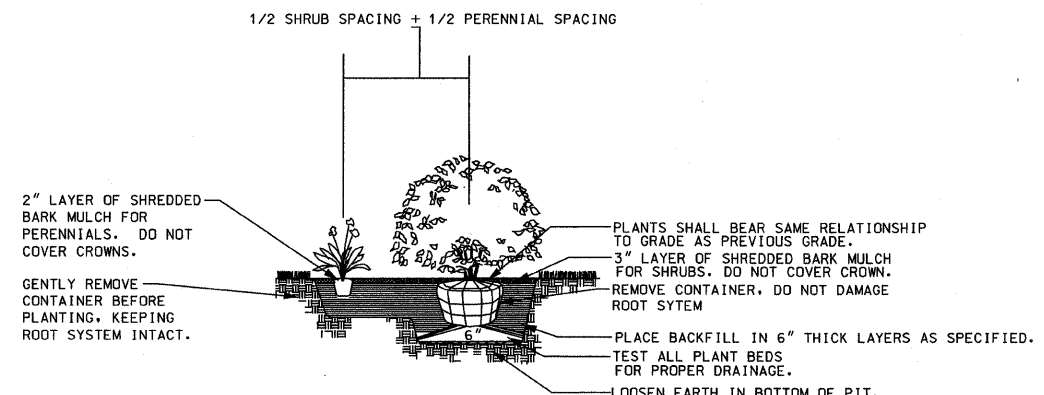 1/2 SHRUB SPACING + 1/2 PERENNIAL SPACING
2" LAYER OF SHREDDED
BARK MULCH FOR
PERENNIALS. DO NOT
COVER CROWNS.
GENTLY REMOVE
CONTAINER BEFORE
PLANTING, KEEPING
ROOT SYSTEM INTACT.
PLANTS SHALL BEAR SAME RELATIONSHIP
TO GRADE AS PREVIOUS GRADE.
3" LAYER OF SHREDDED BARK MULCH
FOR SHRUBS. DO NOT COVER CROWN.
REMOVE CONTAINER, DO NOT DAMAGE
ROOT SYTEM
6"
PLACE BACKFILL IN 6" THICK LAYERS AS SPECIFIED.
TEST ALL PLANT BEDS
FOR PROPER DRAINAGE.
LOOSEN EARTH IN BOTTOM OF PIT.